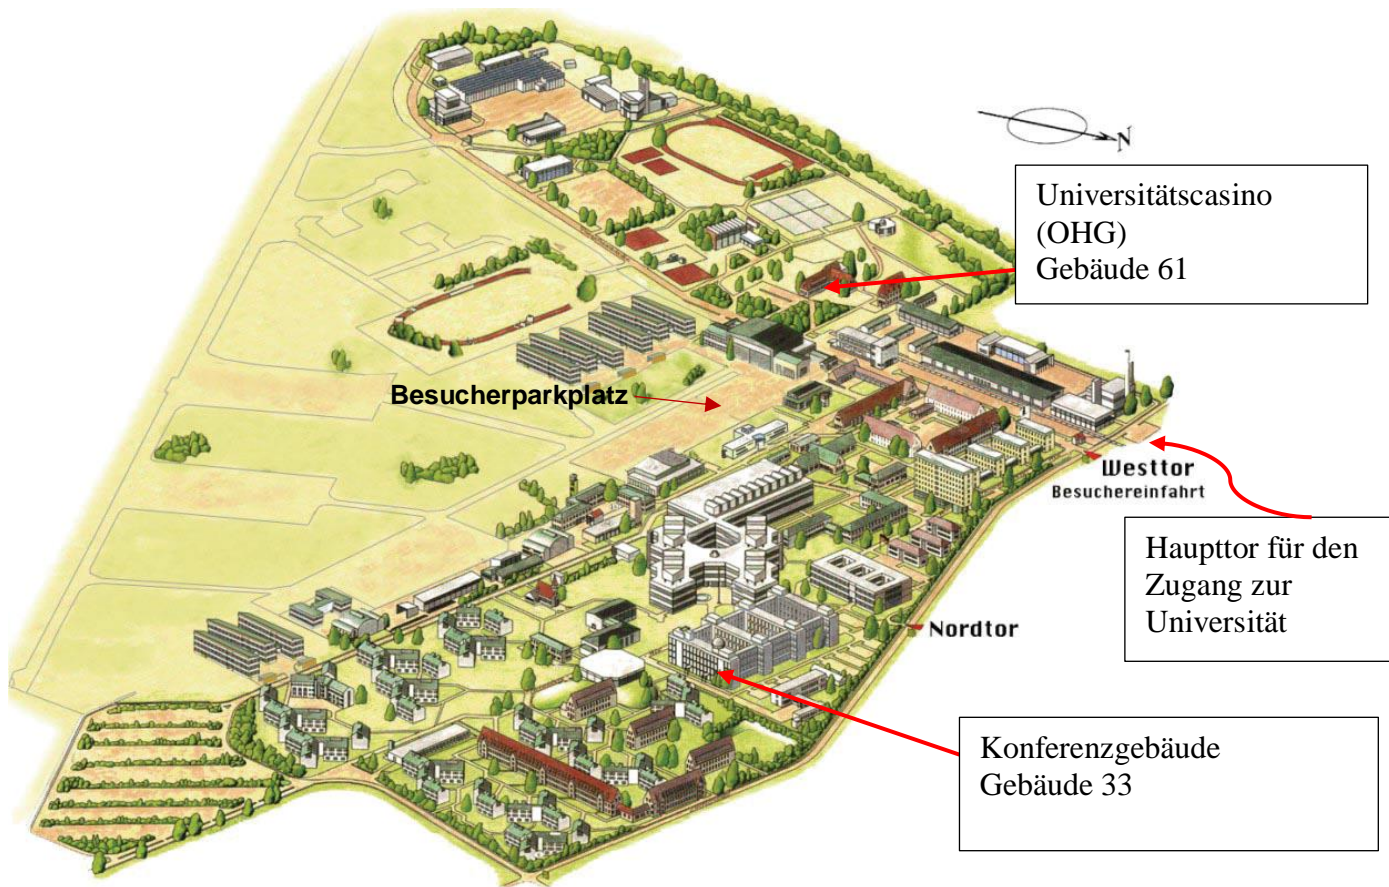 N
Universitätscasino
(OHG)
Gebäude 61
Besucherparkplatz
Westtor
Besuchereinfahrt
Haupttor für den
Zugang zur
Universität
Nordtor
Konferenzgebäude
Gebäude 33